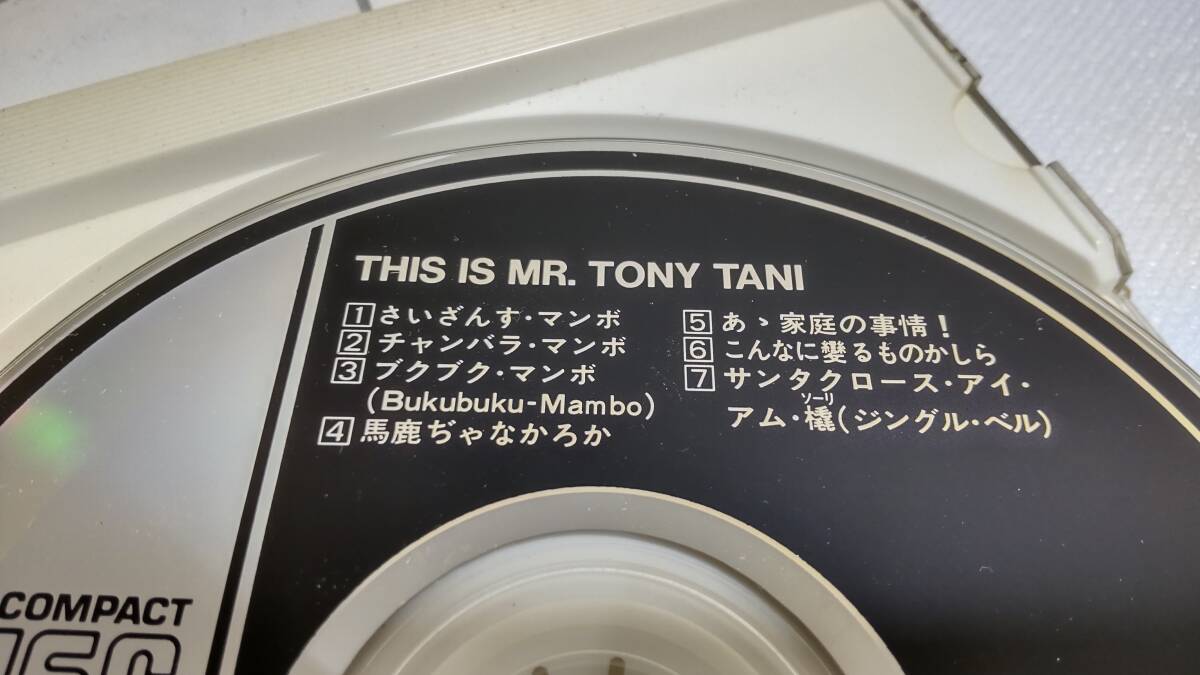 THIS IS MR. TONY TANI
1 さいざんす・マンボ
2 チャンバラ・マンボ
3 ブクブク・マンボ
(Bukubuku-Mambo)
4 馬鹿ぢゃなかろか
5 あゝ家庭の事情!
6 こんなに變るものかしら
7 サンタクロース・アイ・
ソーリ
アム・橇(ジングル・ベル)
COMPACT